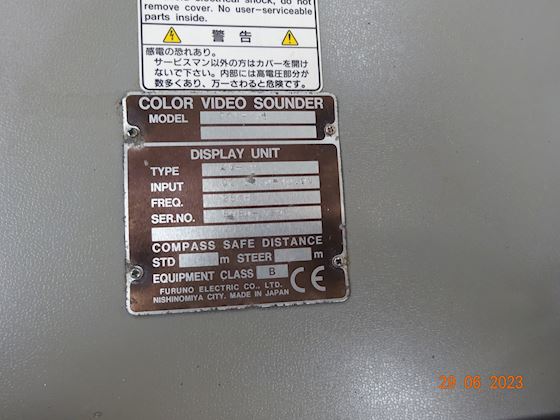 electrical shock, do not
remove cover. No user-serviceable
parts inside.
警告
感電の恐れあり。
サービスマン以外の方はカバーを開け
ないで下さい。内部には高電圧部分が
数多くあり、万一さわると危険です。
COLOR VIDEO SOUNDER
MODEL
DISPLAY UNIT
TYPE
INPUT
FREQ.
SER.NO.
COMPASS SAFE DISTANCE
STD m STEER m
EQUIPMENT CLASS B CE
FURUNO ELECTRIC CO., LTD.
NISHINOMIYA CITY, MADE IN JAPAN
28 06 2023